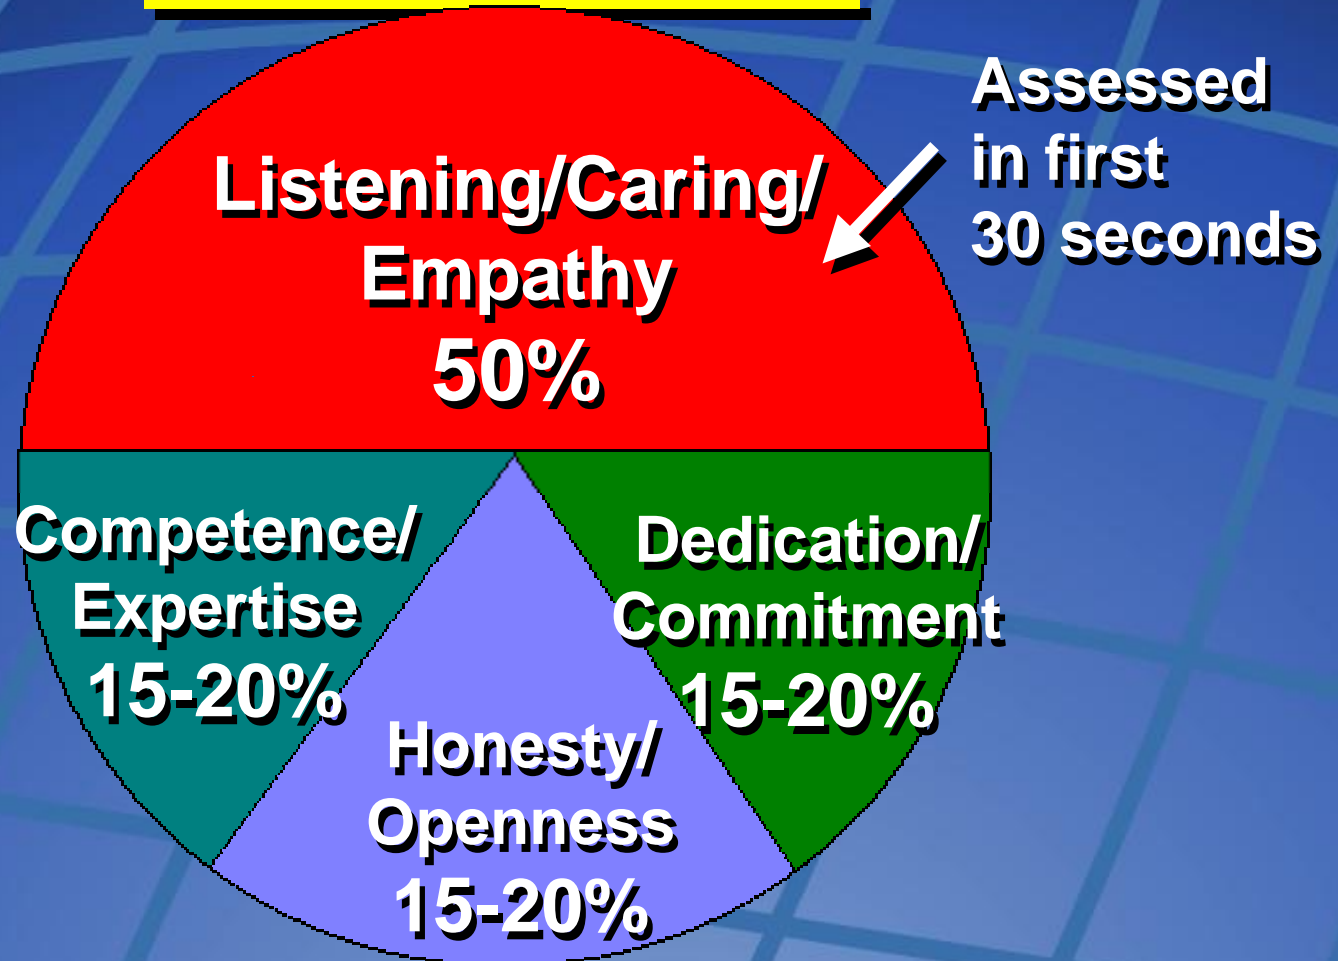 Assessed
in first
30 seconds
Listening/Caring/
Empathy
50%
Competence/
Expertise
15-20%
Dedication/
Commitment
15-20%
Honesty/
Openness
15-20%